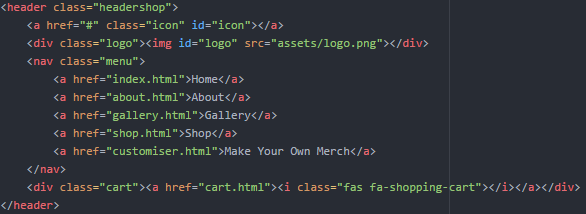 <header class="headershop">
<a href="#" class="icon" id="icon"></a>
<div class="logo"><img id="logo" src="assets/logo.png"></div>
<nav class="menu">
<a href="index.html">Home</a>
<a href="about.html">About</a>
<a href="gallery.html">Gallery</a>
<a href="shop.html">Shop</a>
<a href="customiser.html">Make Your Own Merch</a>
</nav>
<div class="cart"><a href="cart.html"><i class="fas fa-shopping-cart"></i></a></div>
</header>